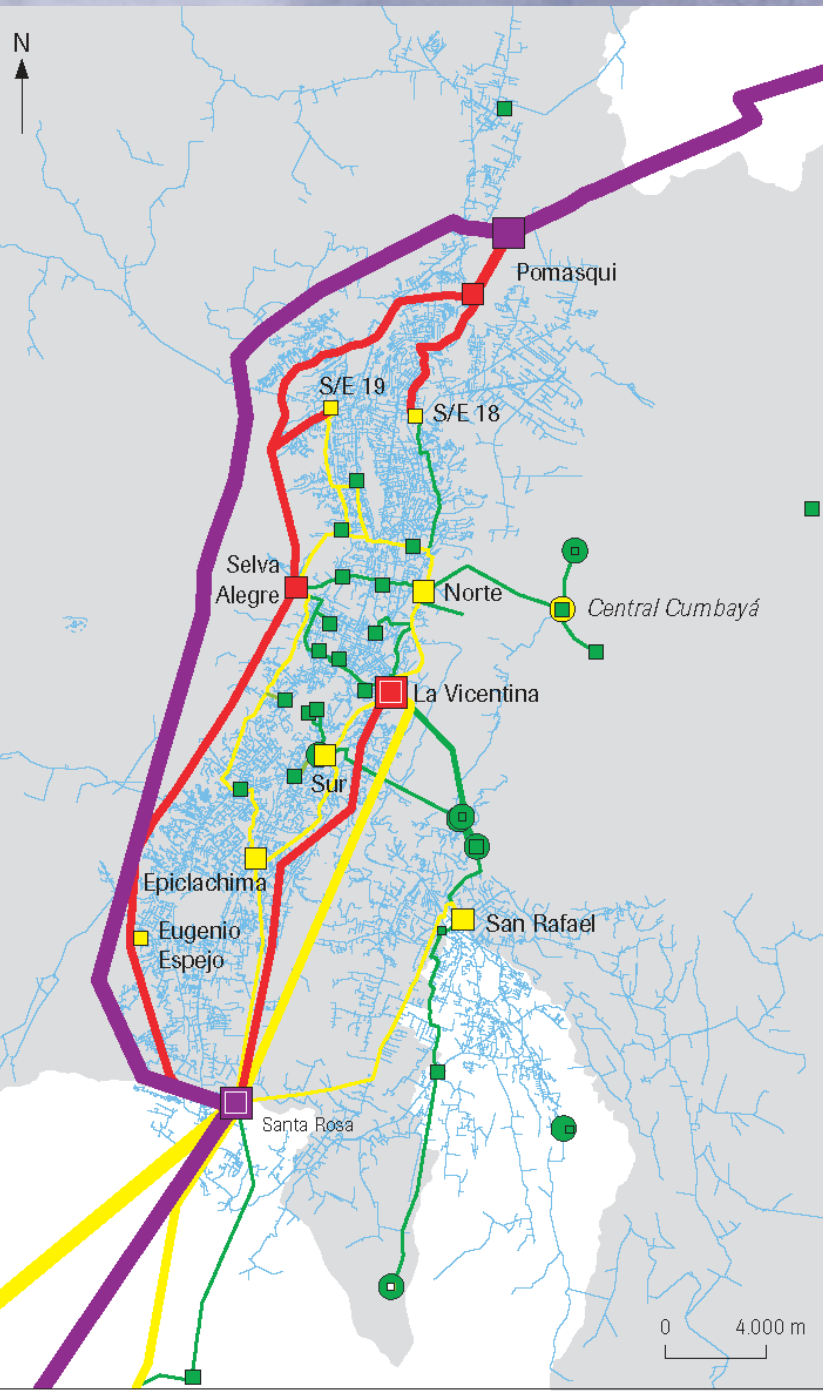 N
Pomasqui
S/E 19
S/E 18
Selva
Alegre
Norte
Central Cumbayá
La Vicentina
Sur
Epiclachima
Eugenio
Espejo
San Rafael
Santa Rosa
0 4.000 m